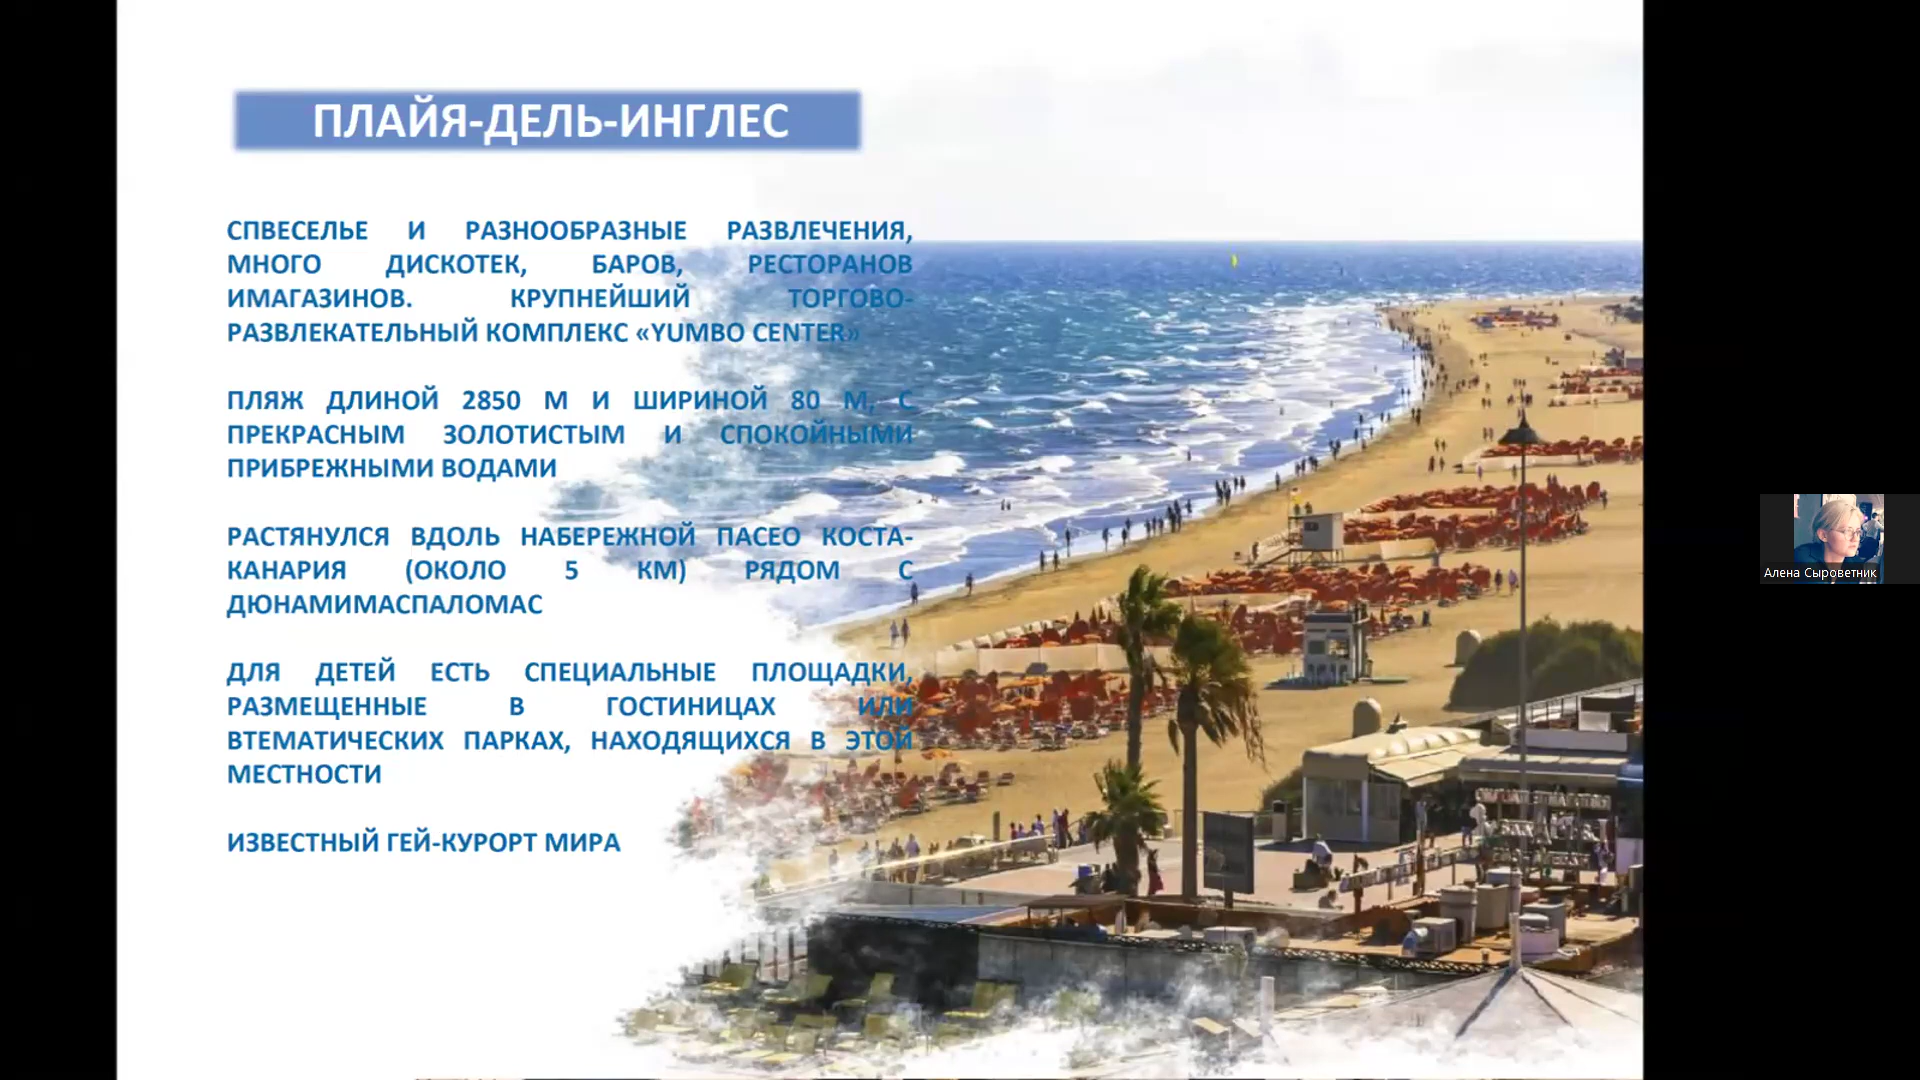 ПЛАЙЯ-ДЕЛЬ-ИНГЛЕС
СПВЕСЕЛЬЕ И РАЗНООБРАЗНЫЕ РАЗВЛЕЧЕНИЯ,
МНОГО ДИСКОТЕК, БАРОВ, РЕСТОРАНОВ
ИМАГАЗИНОВ. КРУПНЕЙШИЙ ТОРГОВО-
РАЗВЛЕКАТЕЛЬНЫЙ КОМПЛЕКС «YUMBO CENTER»
ПЛЯЖ ДЛИНОЙ 2850 М И ШИРИНОЙ 80 М, С
ПРЕКРАСНЫМ ЗОЛОТИСТЫМ И СПОКОЙНЫМИ
ПРИБРЕЖНЫМИ ВОДАМИ
РАСТЯНУЛСЯ ВДОЛЬ НАБЕРЕЖНОЙ ПАСЕО КОСТА-
КАНАРИЯ (ОКОЛО 5 КМ) РЯДОМ С
ДЮНАМИМАСПАЛОМАС
ДЛЯ ДЕТЕЙ ЕСТЬ СПЕЦИАЛЬНЫЕ ПЛОЩАДКИ,
РАЗМЕЩЕННЫЕ В ГОСТИНИЦАХ ИЛИ
ВТЕМАТИЧЕСКИХ ПАРКАХ, НАХОДЯЩИХСЯ В ЭТОЙ
МЕСТНОСТИ
ИЗВЕСТНЫЙ ГЕЙ-КУРОРТ МИРА
Алена Сыроветник